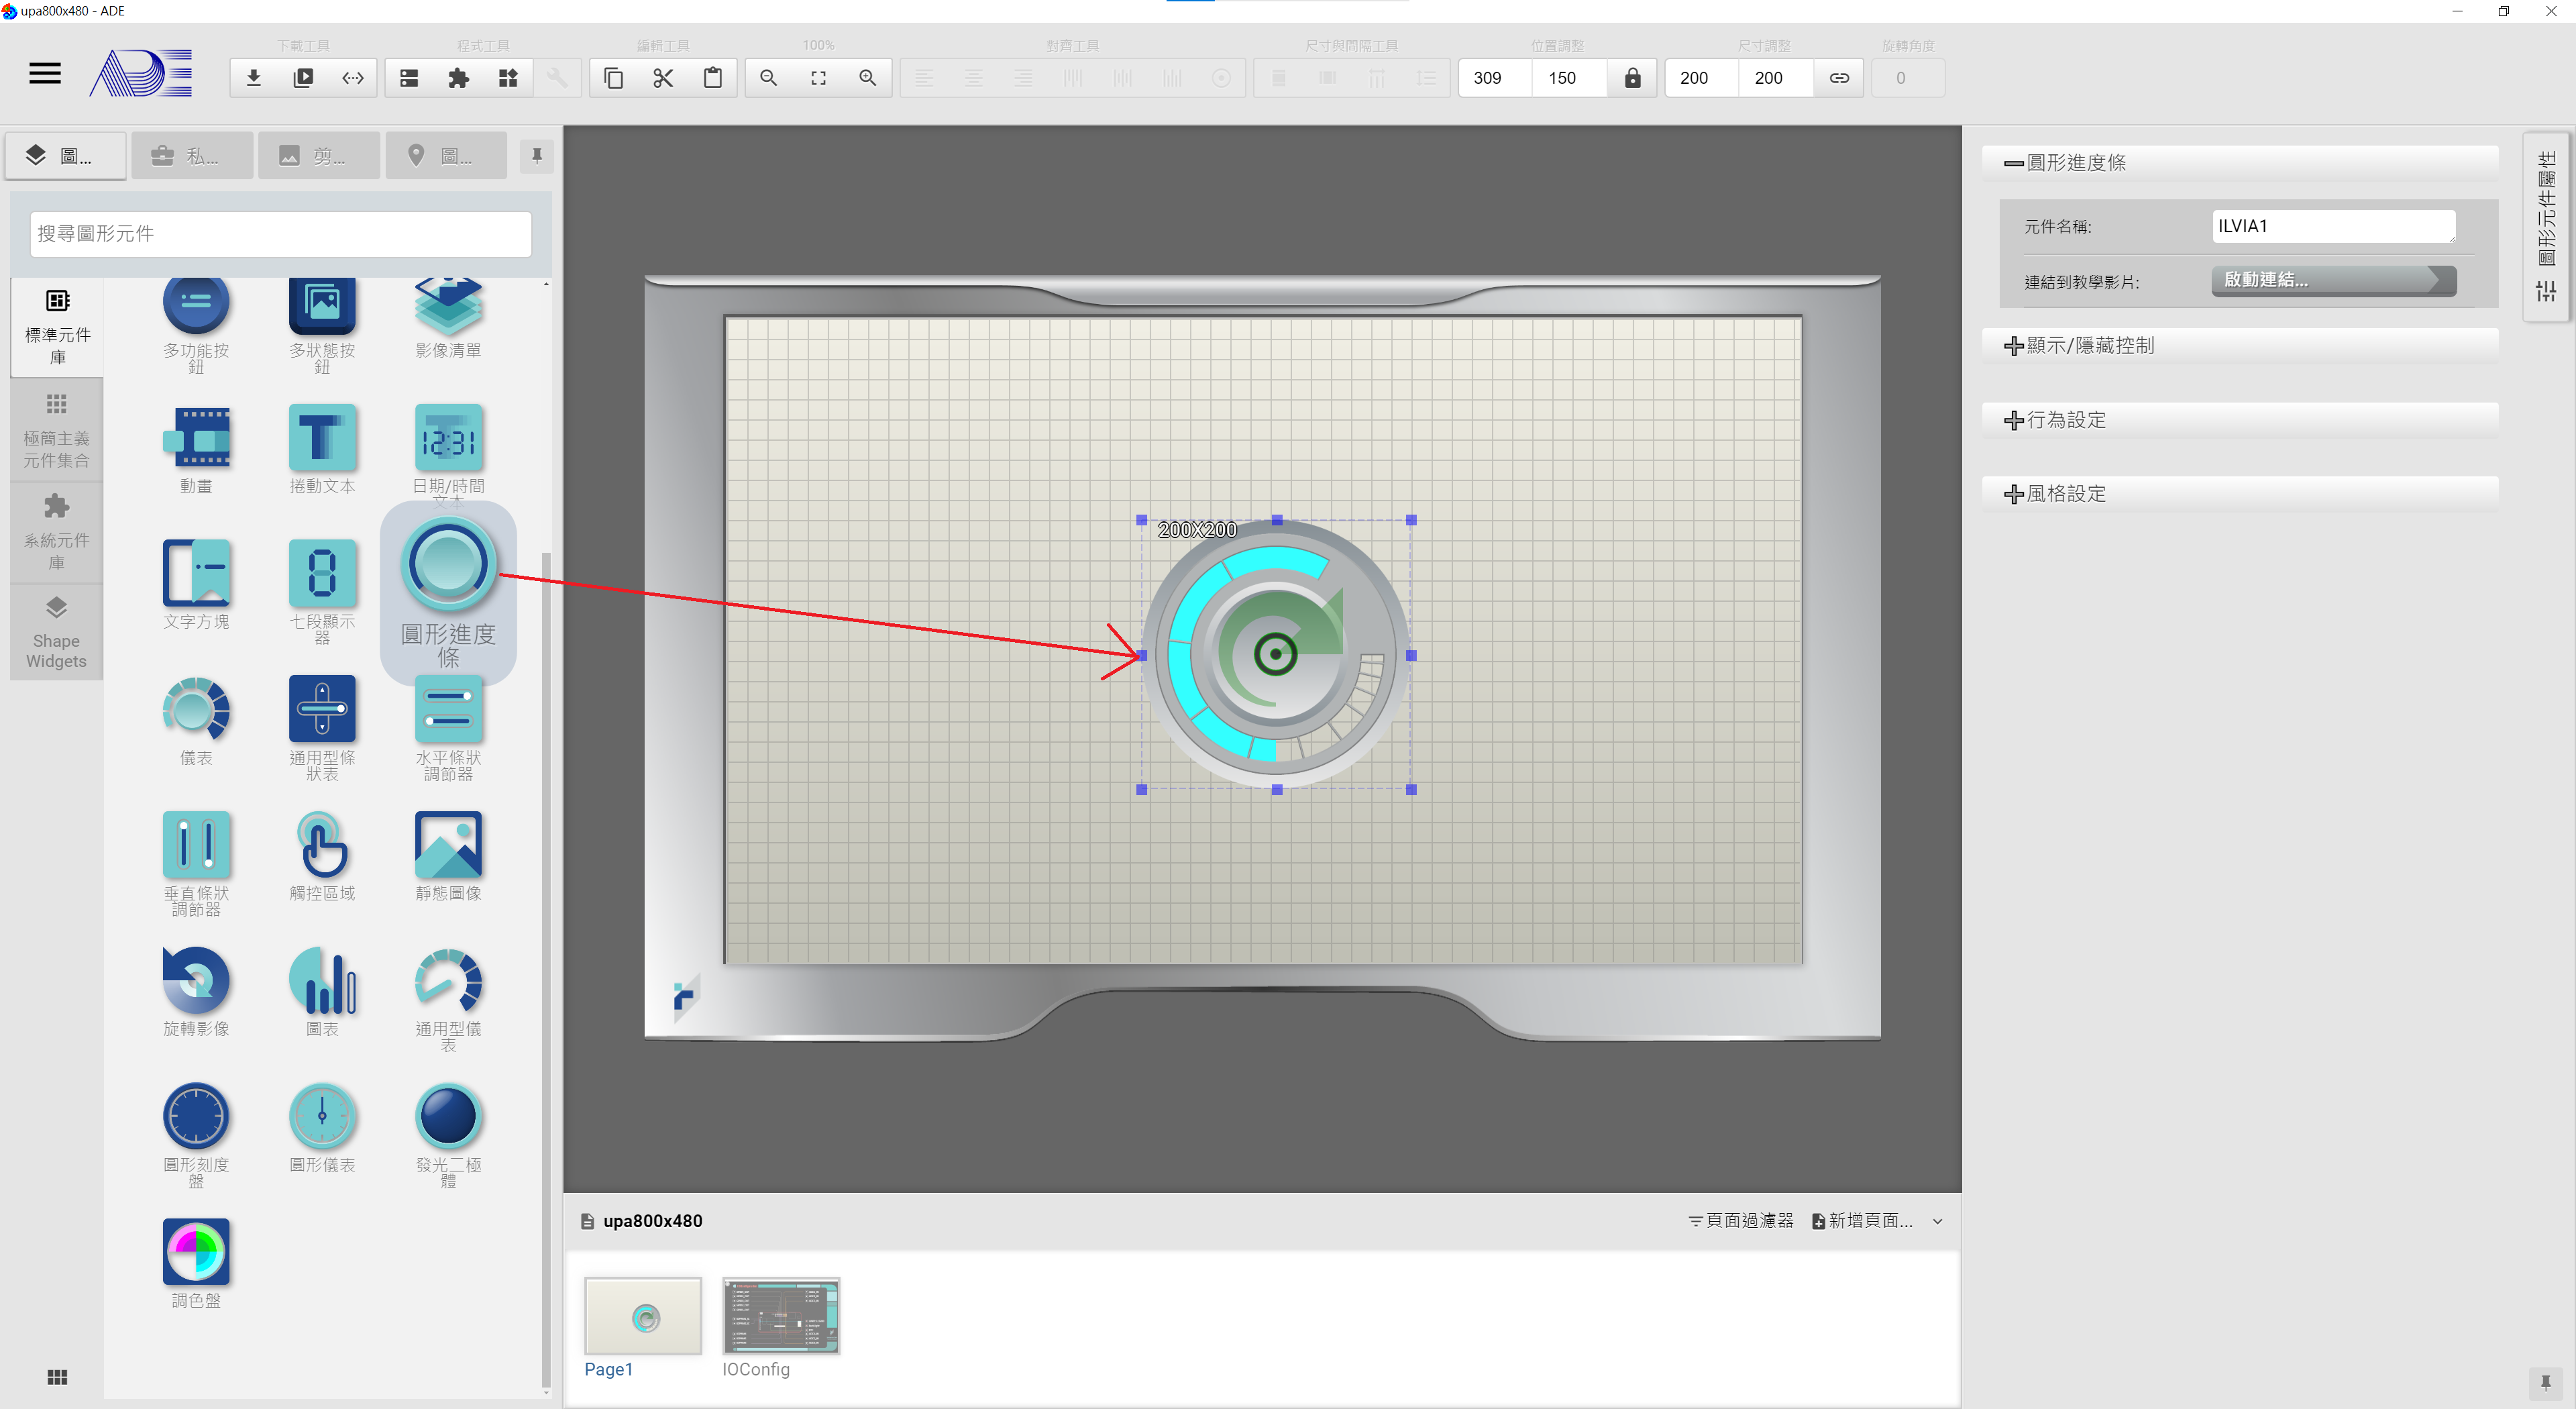 upa800x480 - ADE
下載工具
程式工具
編輯工具
100%
對齊工具
尺寸與間隔工具
位置調整
尺寸調整
旋轉角度
ADE
309
150
200
200
0
圖...
私...
剪...
圖...
搜尋圖形元件
標準元件
庫
極簡主義
元件集合
系統元件
庫
Shape
Widgets
多功能按
鈕
多狀態按
鈕
影像清單
動畫
捲動文本
日期/時間
文本
文字方塊
七段顯示
器
圓形進度
條
儀表
通用型條
狀表
水平條狀
調節器
垂直條狀
調節器
觸控區域
靜態圖像
旋轉影像
圖表
通用型儀
表
圓形刻度
盤
圓形儀表
發光二極
體
調色盤
12:31
200X200
圓形進度條
元件名稱:
ILVIA1
連結到教學影片:
啟動連結...
顯示/隱藏控制
行為設定
風格設定
圖形元件屬性
upa800x480
頁面過濾器
新增頁面...
Page1
IOConfig